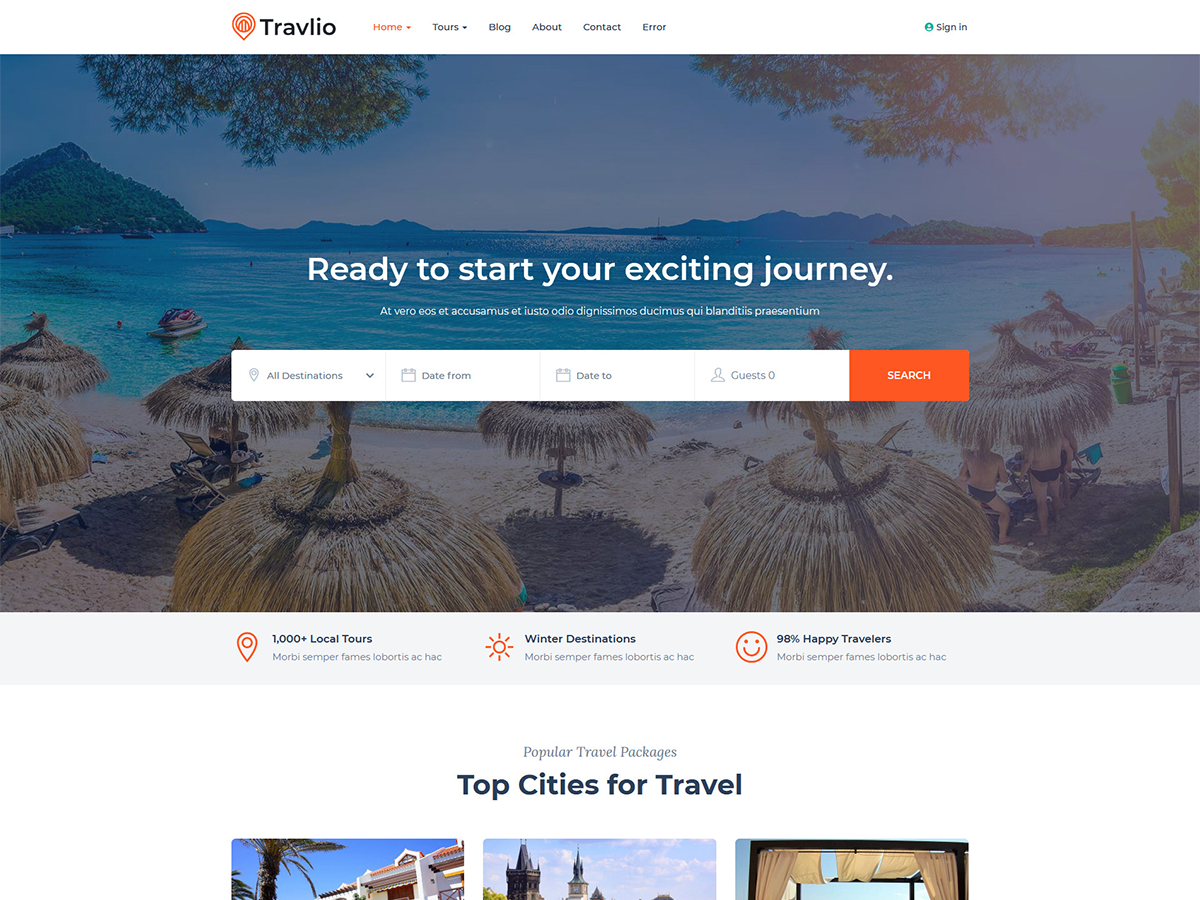 Travlio
Home
Tours
Blog
About
Contact
Error
Sign in
Ready to start your exciting journey.
At vero eos et accusamus et iusto odio dignissimos ducimus qui blanditiis praesentium
All Destinations
Date from
Date to
Guests 0
SEARCH
1,000+ Local Tours
Morbi semper fames lobortis ac hac
Winter Destinations
Morbi semper fames lobortis ac hac
98% Happy Travelers
Morbi semper fames lobortis ac hac
Popular Travel Packages
Top Cities for Travel